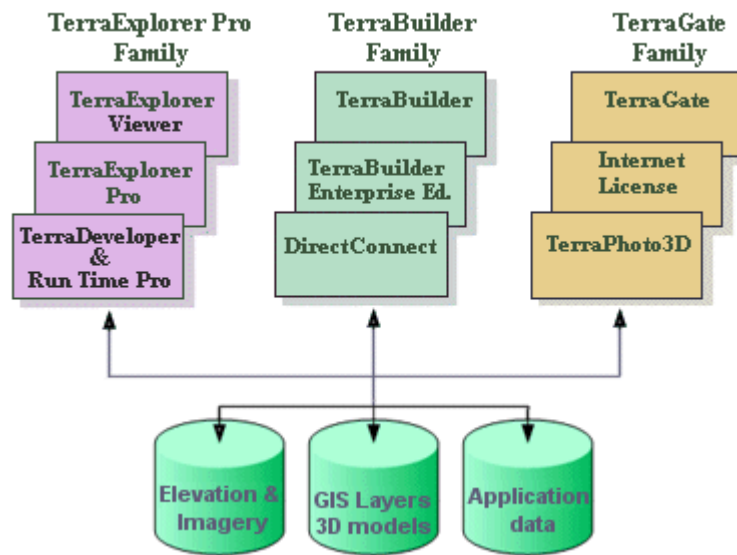 TerraExplorer Pro
Family
TerraExplorer
Viewer
TerraExplorer
Pro
TerraDeveloper
&
Run Time Pro
TerraBuilder
Family
TerraBuilder
TerraBuilder
Enterprise Ed.
DirectConnect
TerraGate
Family
TerraGate
Internet
License
TerraPhoto3D
Elevation &
Imagery
GIS Layers
3D models
Application
data